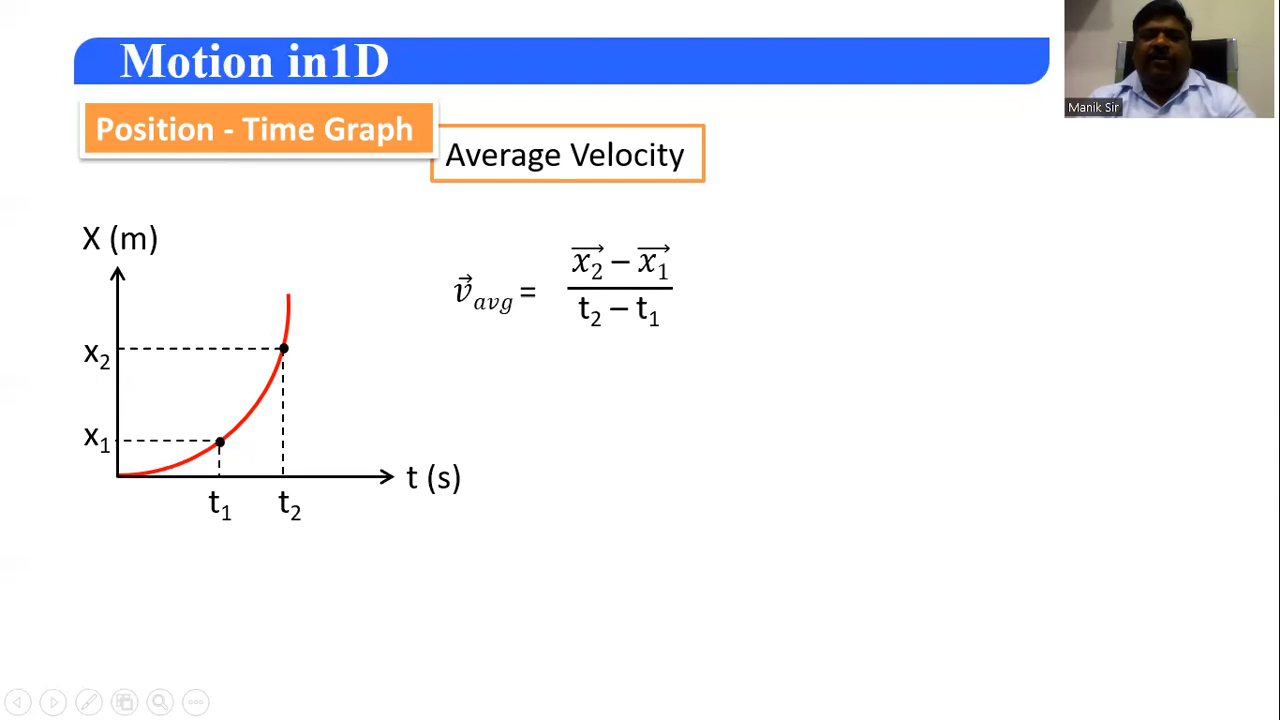 Motion in1D
Manik Sir
Position - Time Graph
Average Velocity
X (m)
x⃗₂ – x⃗₁
v⃗ₐᵥg =
t₂ – t₁
x₂
x₁
t (s)
t₁ t₂